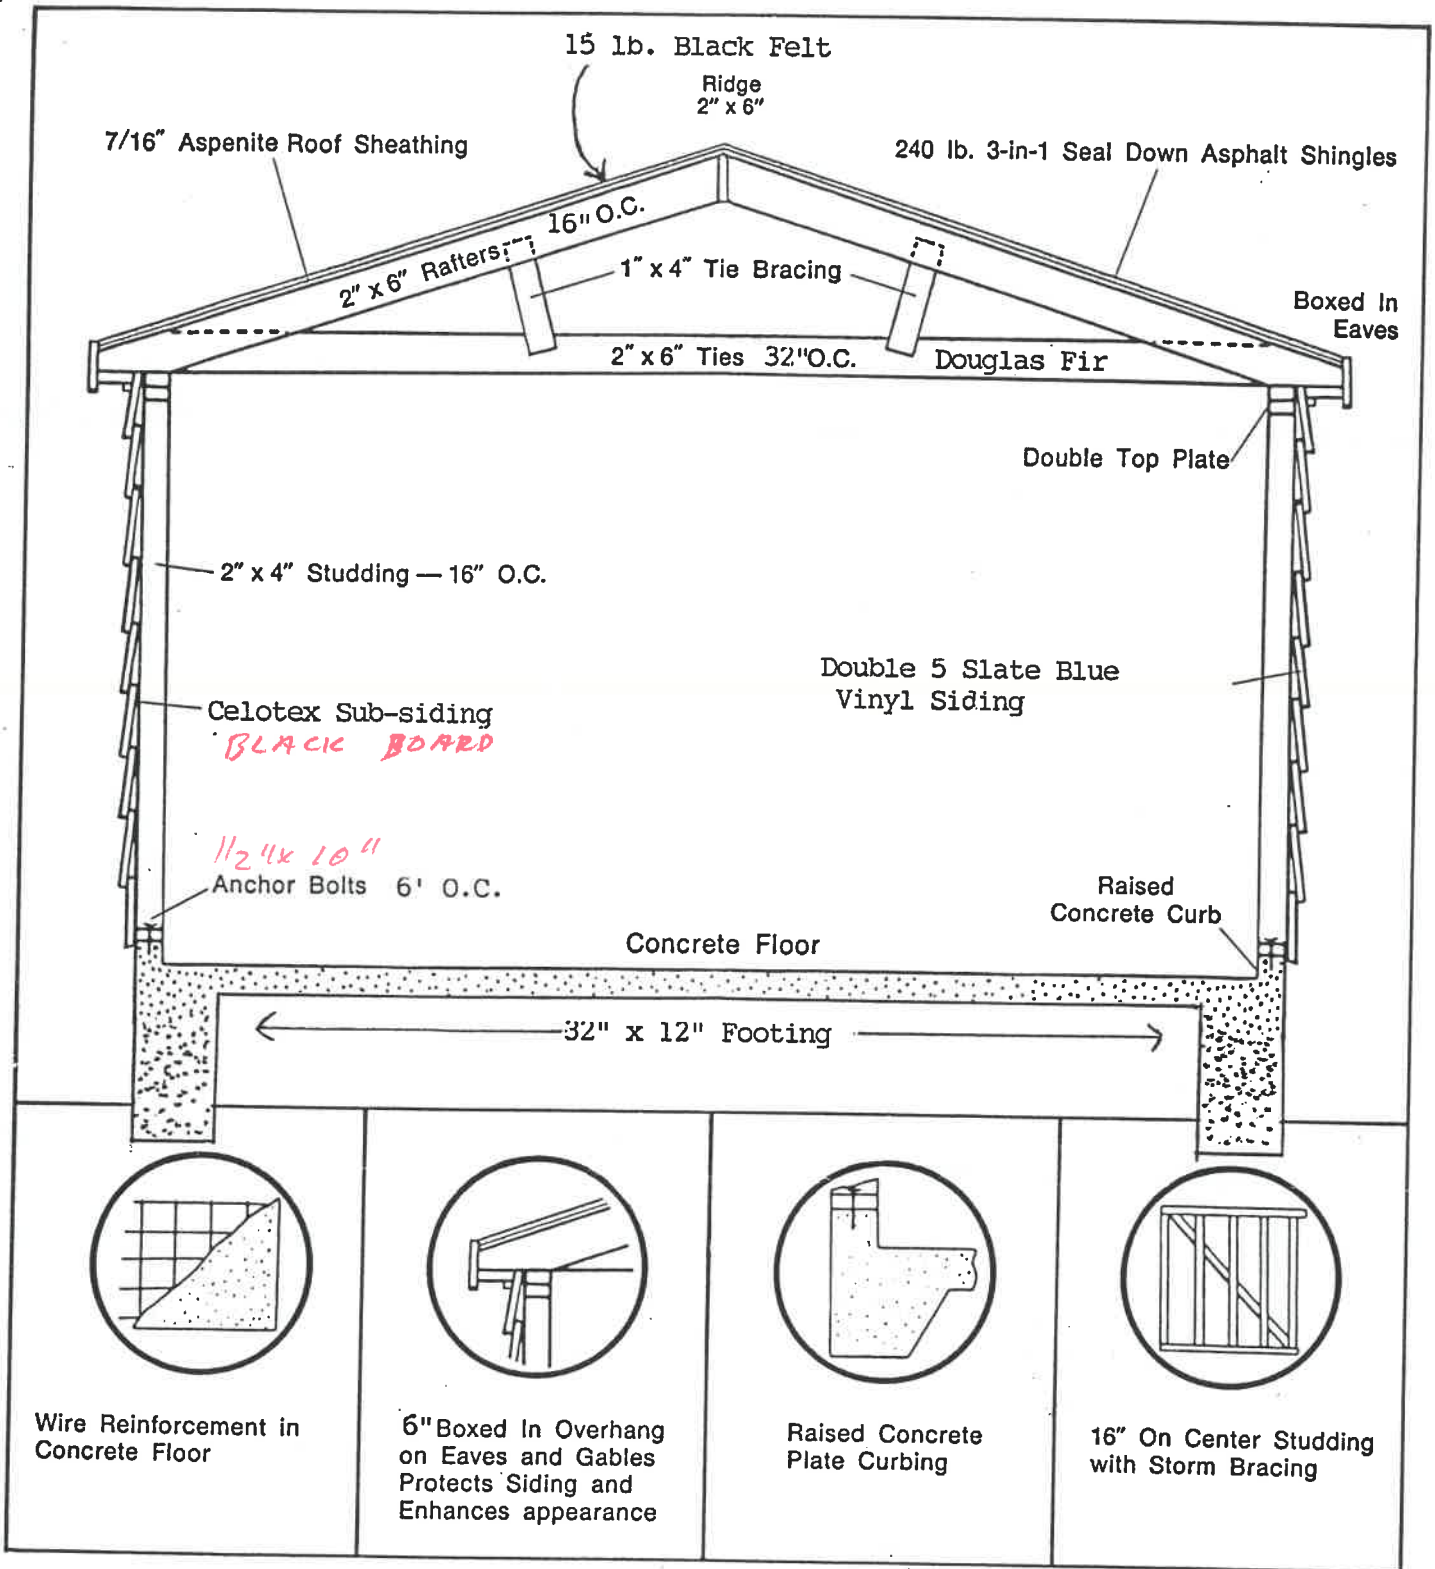 15 lb. Black Felt
Ridge
2" x 6"
7/16" Aspenite Roof Sheathing
240 lb. 3-in-1 Seal Down Asphalt Shingles
16" O.C.
2" x 6" Rafters
1" x 4" Tie Bracing
Boxed In
Eaves
2" x 6" Ties 32"O.C. Douglas Fir
Double Top Plate
2" x 4" Studding — 16" O.C.
Double 5 Slate Blue
Vinyl Siding
Celotex Sub-siding
BLACK BOARD
1/2"x 10"
Anchor Bolts 6' O.C.
Raised
Concrete Curb
Concrete Floor
32" x 12" Footing
Wire Reinforcement in
Concrete Floor
6" Boxed In Overhang
on Eaves and Gables
Protects Siding and
Enhances appearance
Raised Concrete
Plate Curbing
16" On Center Studding
with Storm Bracing